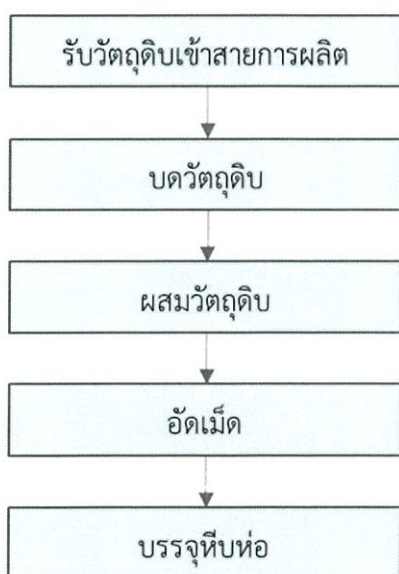 รับวัตถุดิบเข้าสายการผลิต
บดวัตถุดิบ
ผสมวัตถุดิบ
อัดเม็ด
บรรจุหีบห่อ